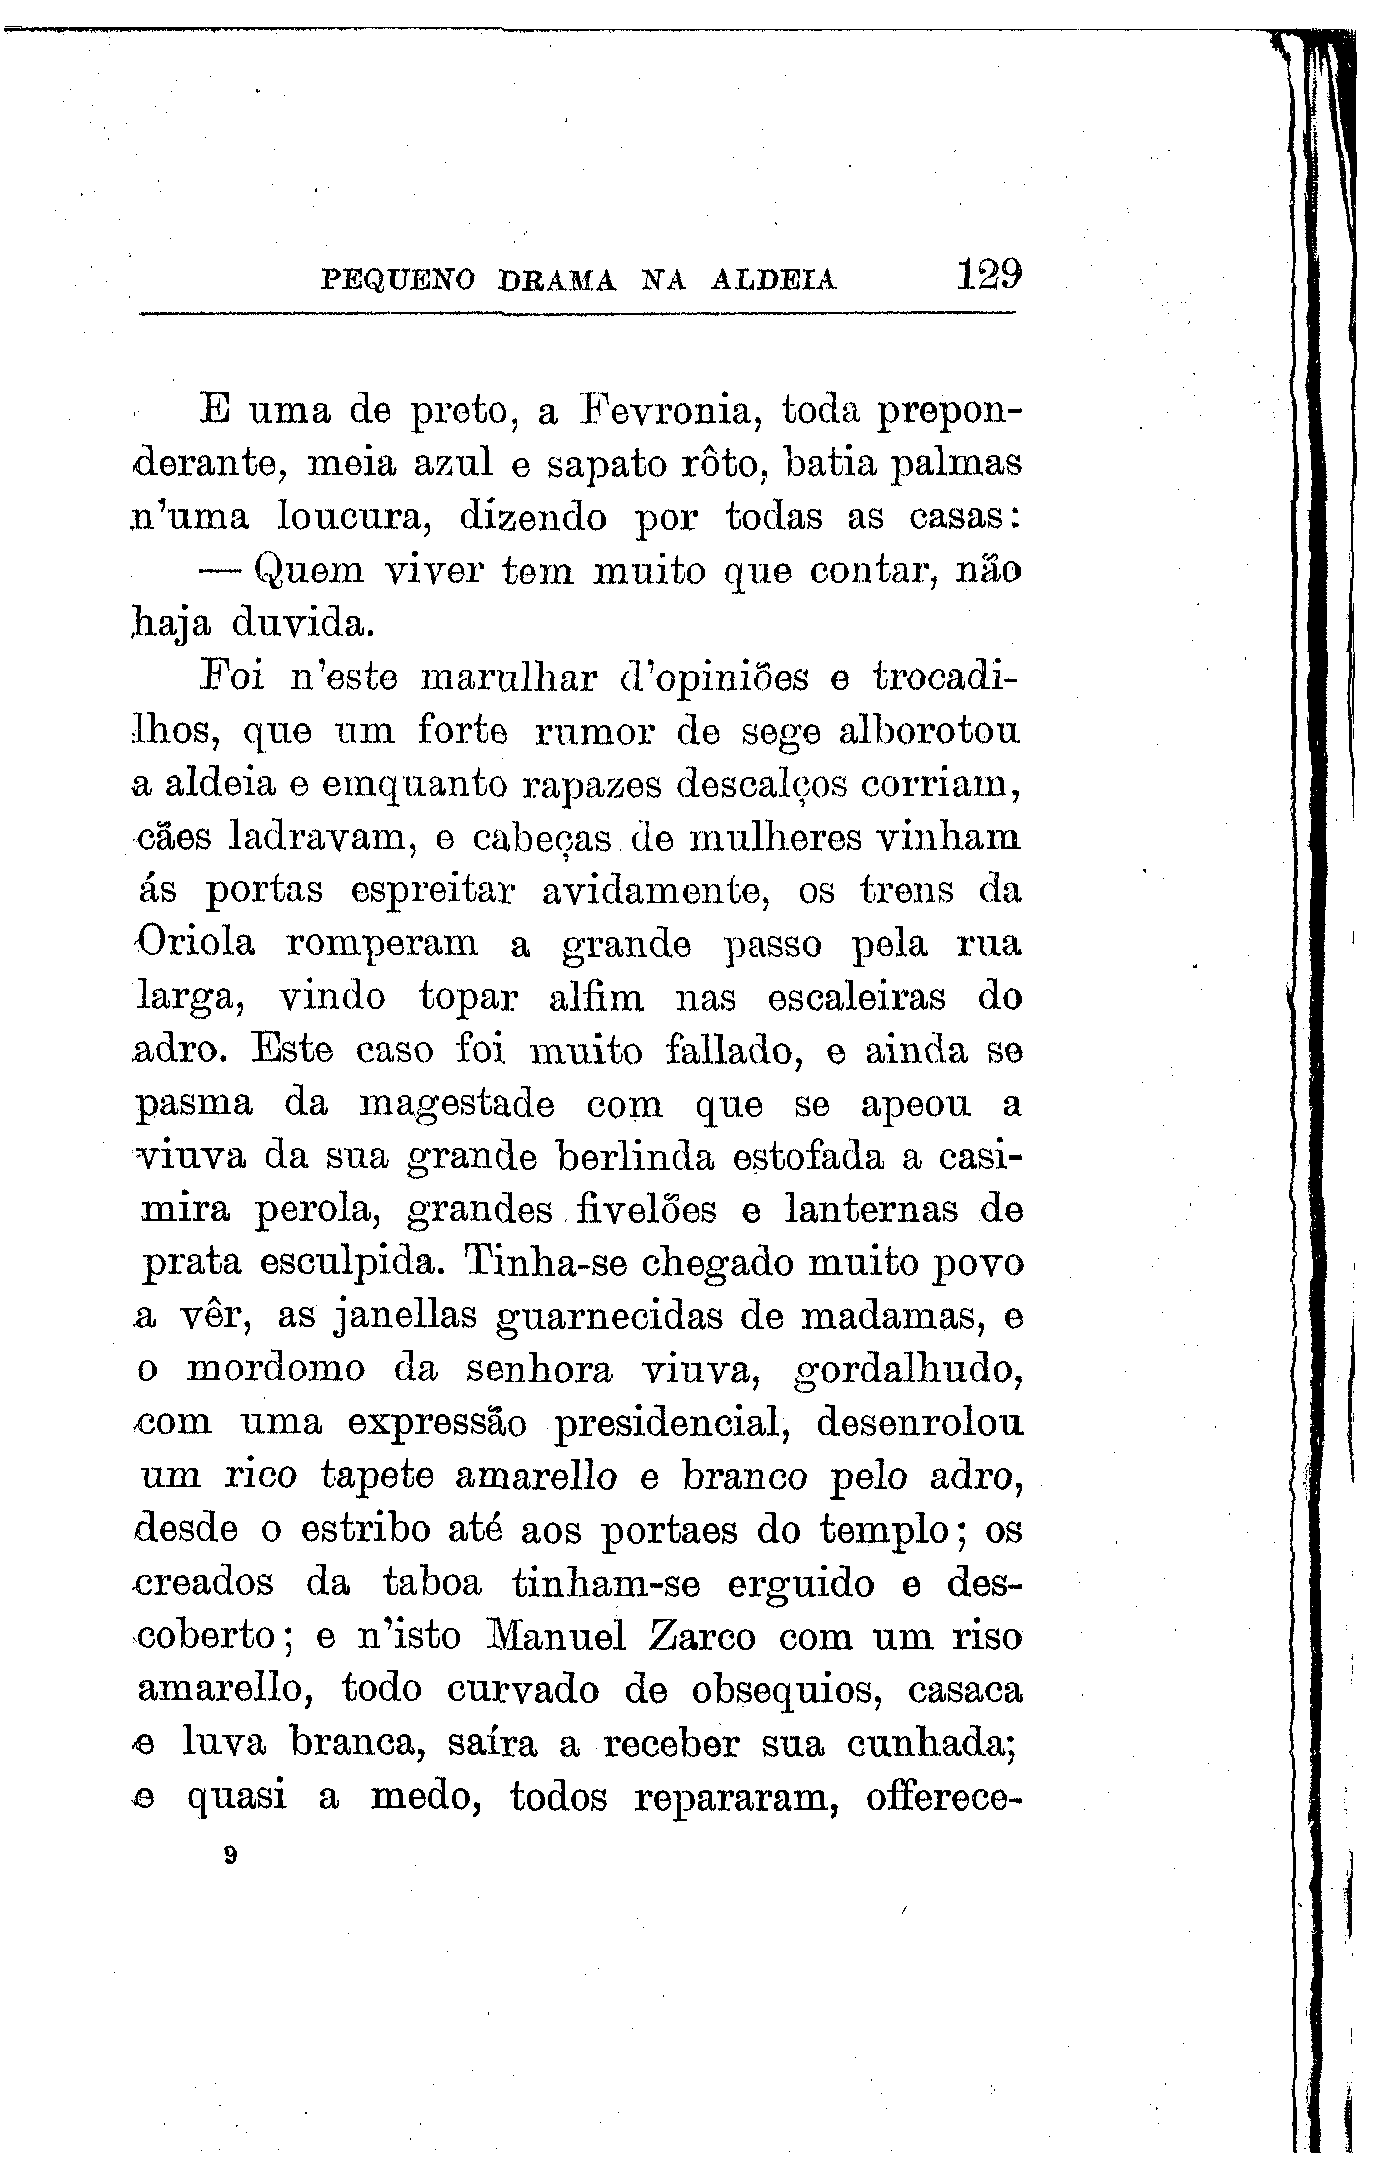 PEQUENO DRAMA NA ALDEIA 129
E uma de preto, a Fevronia, toda prepon-
derante, meia azul e sapato rôto, batia palmas
n'uma loucura, dizendo por todas as casas:
— Quem viver tem muito que contar, não
haja duvida.
Foi n'este marulhar d'opiniões e trocadi-
lhos, que um forte rumor de sege alborotou
a aldeia e emquanto rapazes descalços corriam,
cães ladravam, e cabeças de mulheres vinham
ás portas espreitar avidamente, os trens da
Oriola romperam a grande passo pela rua
larga, vindo topar alfim nas escaleiras do
adro. Este caso foi muito fallado, e ainda se
pasma da magestade com que se apeou a
viuva da sua grande berlinda estofada a casi-
mira perola, grandes fivelões e lanternas de
prata esculpida. Tinha-se chegado muito povo
a vêr, as janellas guarnecidas de madamas, e
o mordomo da senhora viuva, gordalhudo,
com uma expressão presidencial, desenrolou
um rico tapete amarello e branco pelo adro,
desde o estribo até aos portaes do templo; os
creados da taboa tinham-se erguido e des-
coberto; e n'isto Manuel Zarco com um riso
amarello, todo curvado de obsequios, casaca
e luva branca, saíra a receber sua cunhada;
e quasi a medo, todos repararam, offerece-
9